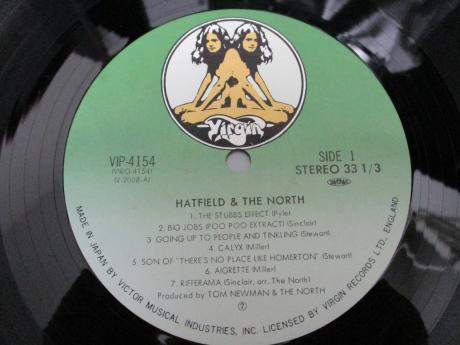 Virgin
VIP-4154
(VIRG-4154)
(V.2008-A)
SIDE 1
STEREO 33 1/3
HATFIELD & THE NORTH
1. THE STUBBS EFFECT (Pyle)
2. BIG JOBS (POO POO EXTRACT) (Sinclair)
3 GOING UP TO PEOPLE AND TINKLING (Stewart)
4. CALYX (Miller)
5. SON OF "THERE'S NO PLACE LIKE HOMERTON" (Stewart)
6. AIGRETTE (Miller)
7. RIFFERAMA (Sinclair, arr. The North)
Produced by TOM NEWMAN & THE NORTH
MADE IN JAPAN BY VICTOR MUSICAL INDUSTRIES, INC. LICENSED BY VIRGIN RECORDS LTD., ENGLAND